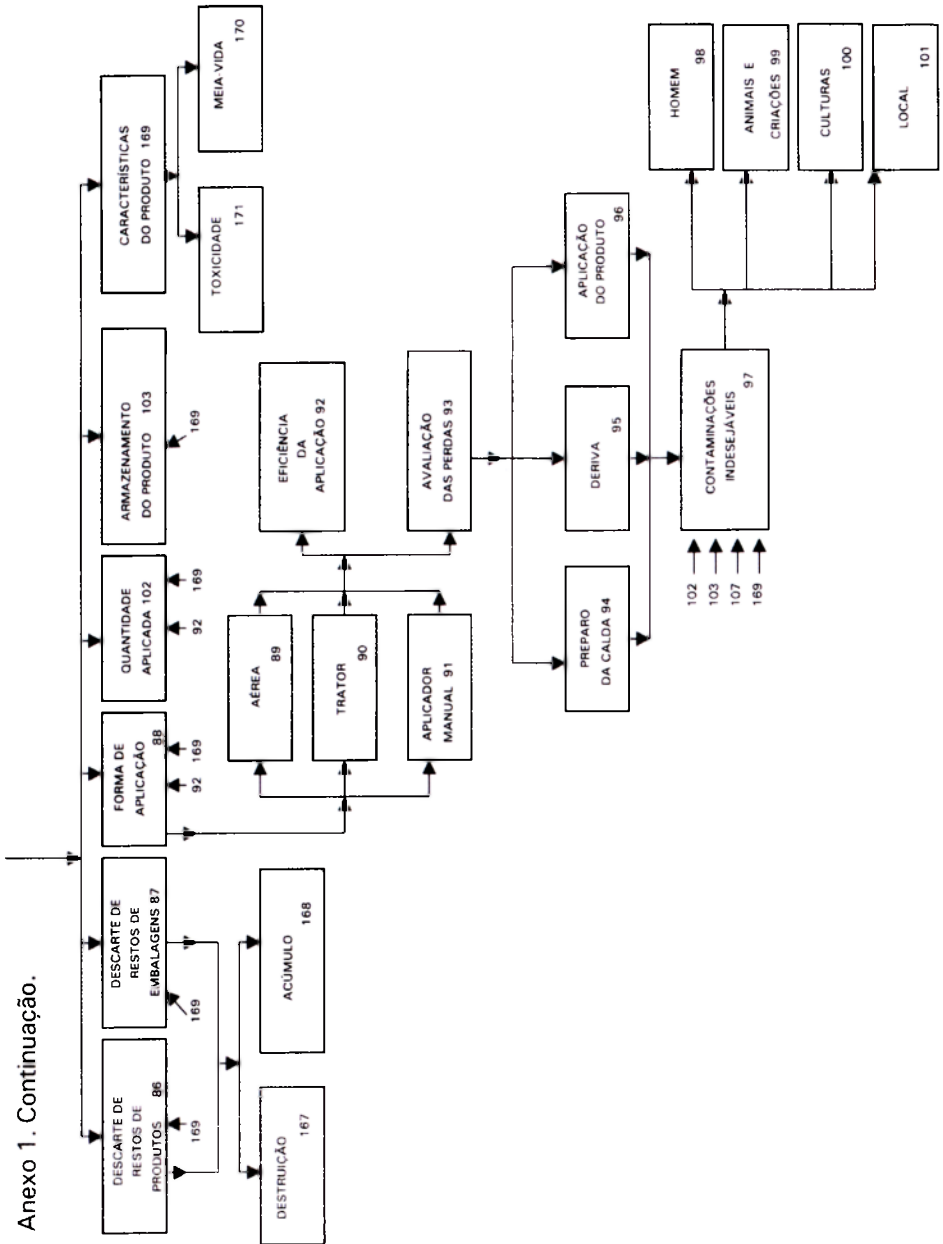 Anexo 1. Continuação.
DESCARTE DE
RESTOS DE
PRODUTOS 86
169
DESCARTE DE
RESTOS DE
EMBALAGENS 87
169
FORMA DE
APLICAÇÃO
88
92
169
QUANTIDADE
APLICADA 102
92
169
ARMAZENAMENTO
DO PRODUTO 103
169
CARACTERÍSTICAS
DO PRODUTO 169
DESTRUIÇÃO
167
ACÚMULO
168
AÉREA
89
TRATOR
90
APLICADOR
MANUAL 91
EFICIÊNCIA
DA
APLICAÇÃO 92
AVALIAÇÃO
DAS PERDAS 93
TOXICIDADE
171
MEIA-VIDA
170
PREPARO
DA CALDA 94
DERIVA
95
APLICAÇÃO
DO PRODUTO
96
102
103
107
169
CONTAMINAÇÕES
INDESEJÁVEIS
97
HOMEM
98
ANIMAIS E
CRIAÇÕES 99
CULTURAS
100
LOCAL
101